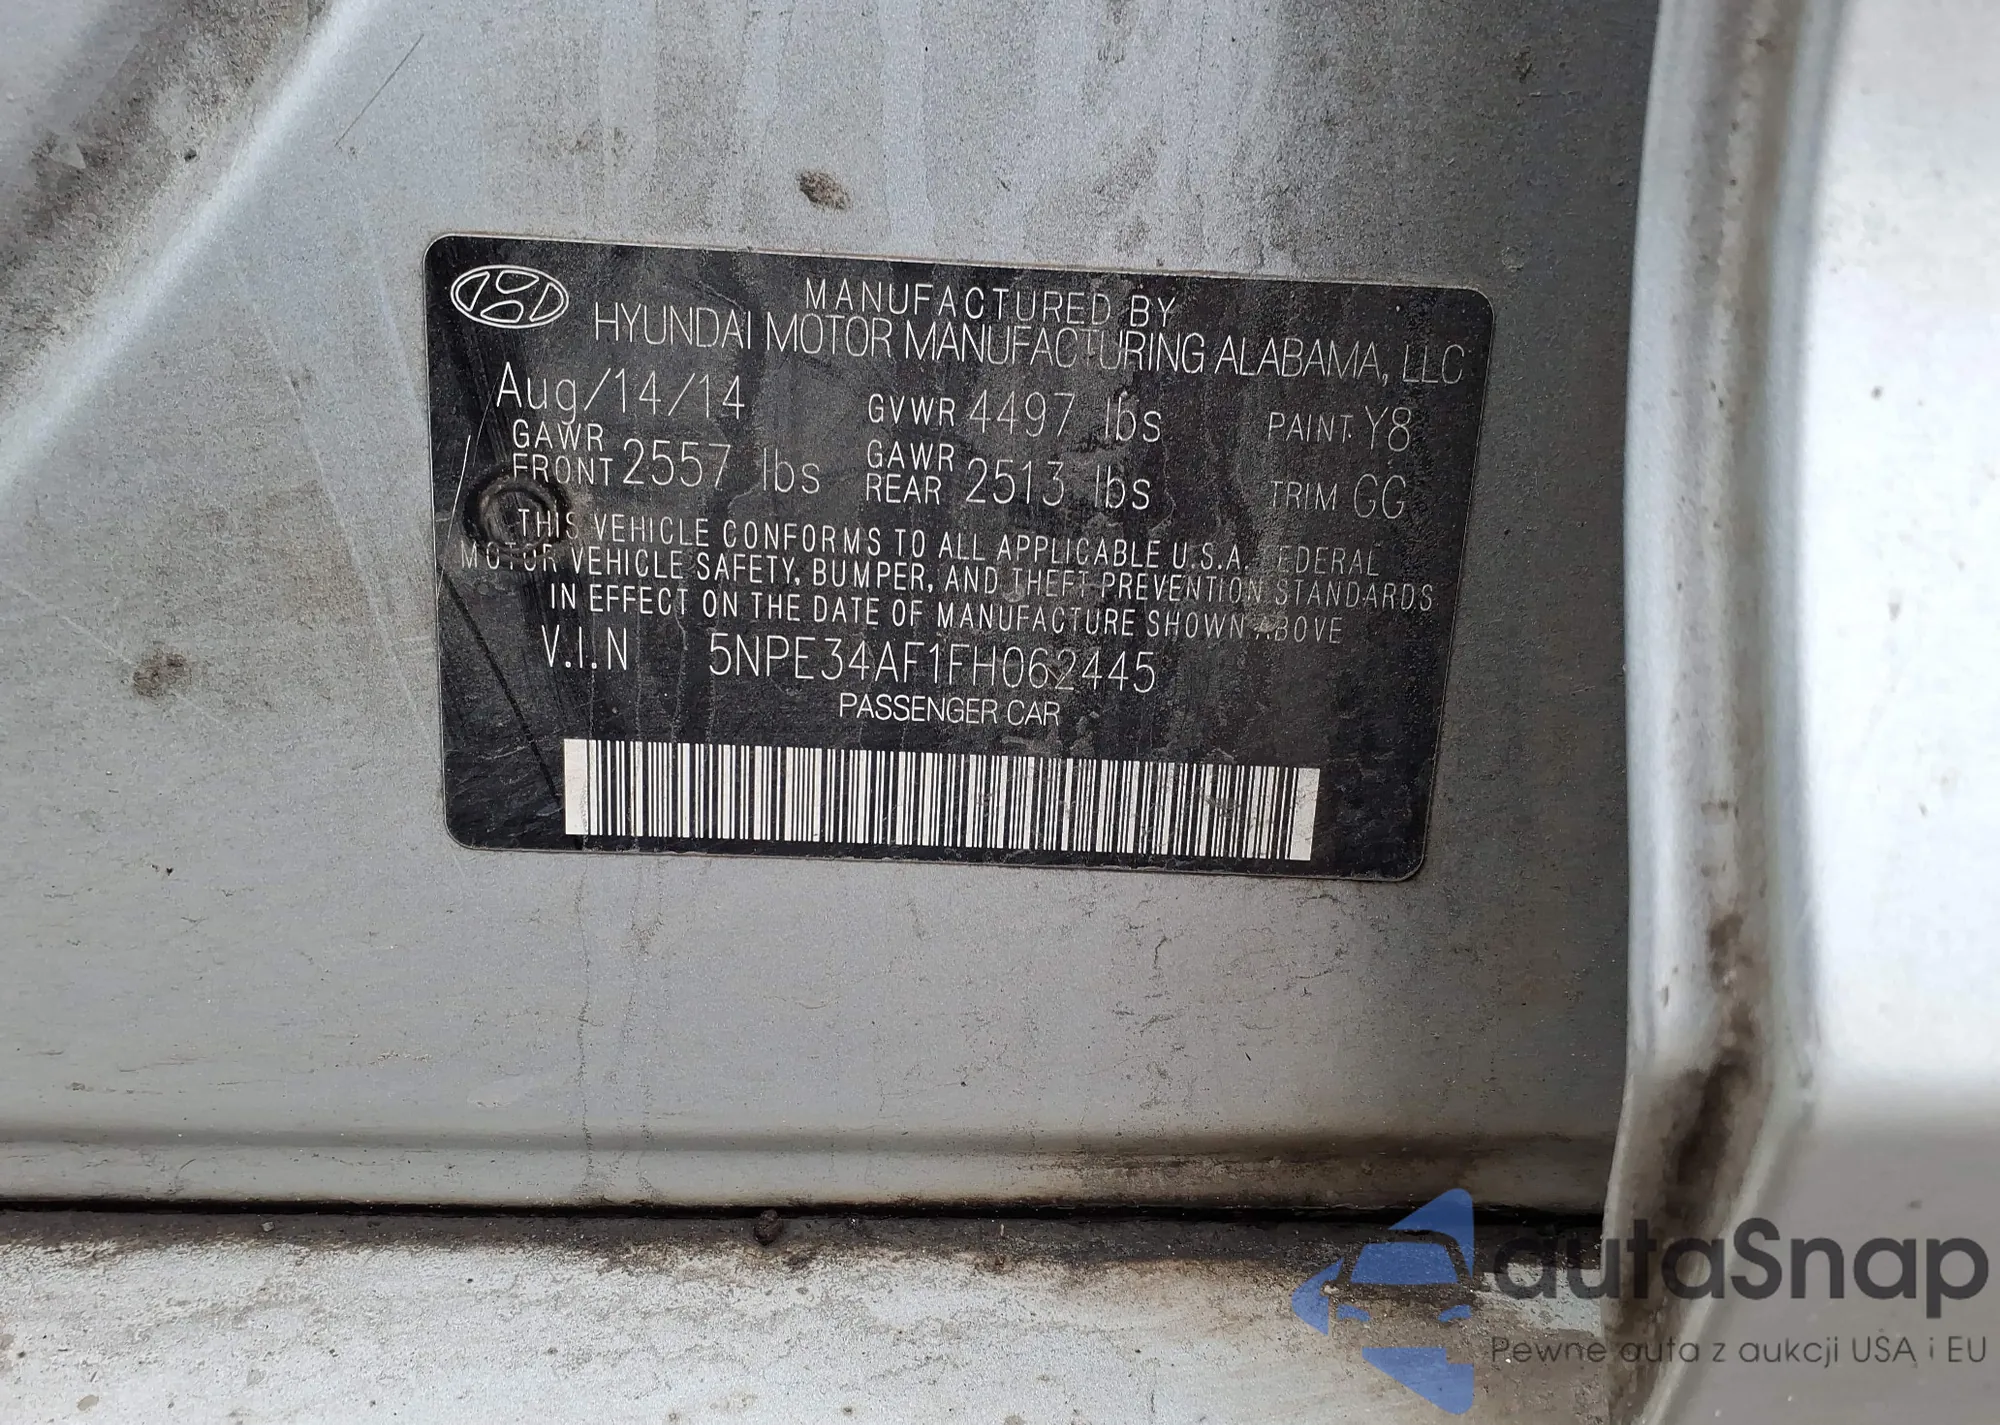 MANUFACTURED BY
HYUNDAI MOTOR MANUFACTURING ALABAMA, LLC
Aug/14/14 GVWR 4497 lbs PAINT Y8
GAWR FRONT 2557 lbs GAWR REAR 2513 lbs TRIM GG
THIS VEHICLE CONFORMS TO ALL APPLICABLE U.S.A. FEDERAL
MOTOR VEHICLE SAFETY, BUMPER, AND THEFT PREVENTION STANDARDS
IN EFFECT ON THE DATE OF MANUFACTURE SHOWN ABOVE
V.I.N 5NPE34AF1FH062445
PASSENGER CAR
autaSnap
Pewne auta z aukcji USA i EU